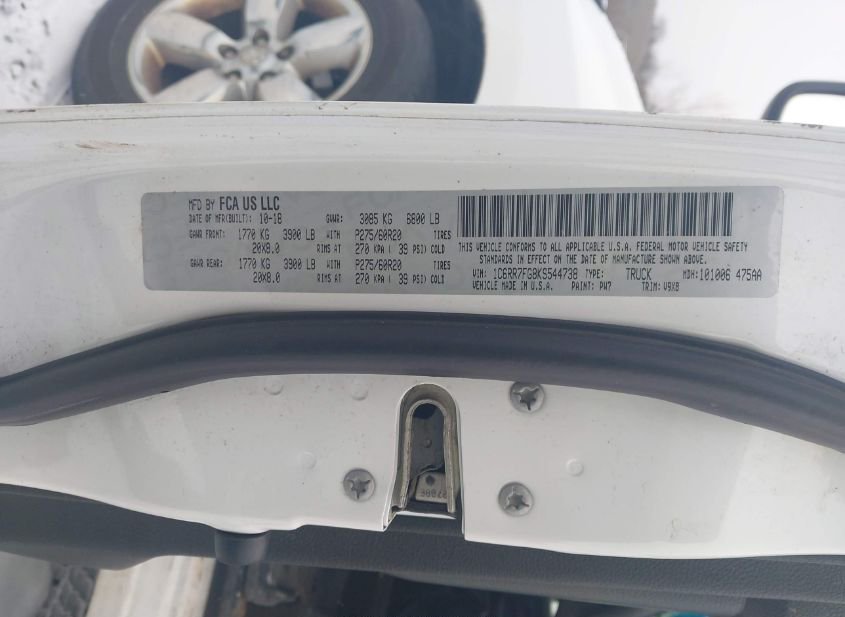 MFD BY FCA US LLC
DATE OF MFR(BUILT): 10-18 GVWR: 3085 KG 6800 LB
GAWR FRONT: 1770 KG 3900 LB WITH P275/60R20 TIRES
20X8.0 RIMS AT 270 KPA ( 39 PSI) COLD
GAWR REAR: 1770 KG 3900 LB WITH P275/60R20 TIRES
20X8.0 RIMS AT 270 KPA ( 39 PSI) COLD
THIS VEHICLE CONFORMS TO ALL APPLICABLE U.S.A. FEDERAL MOTOR VEHICLE SAFETY
STANDARDS IN EFFECT ON THE DATE OF MANUFACTURE SHOWN ABOVE.
VIN: 1C6RR7FG8KS544738 TYPE: TRUCK MDH:101006 475AA
VEHICLE MADE IN U.S.A. PAINT: PW7 TRIM: V9X8